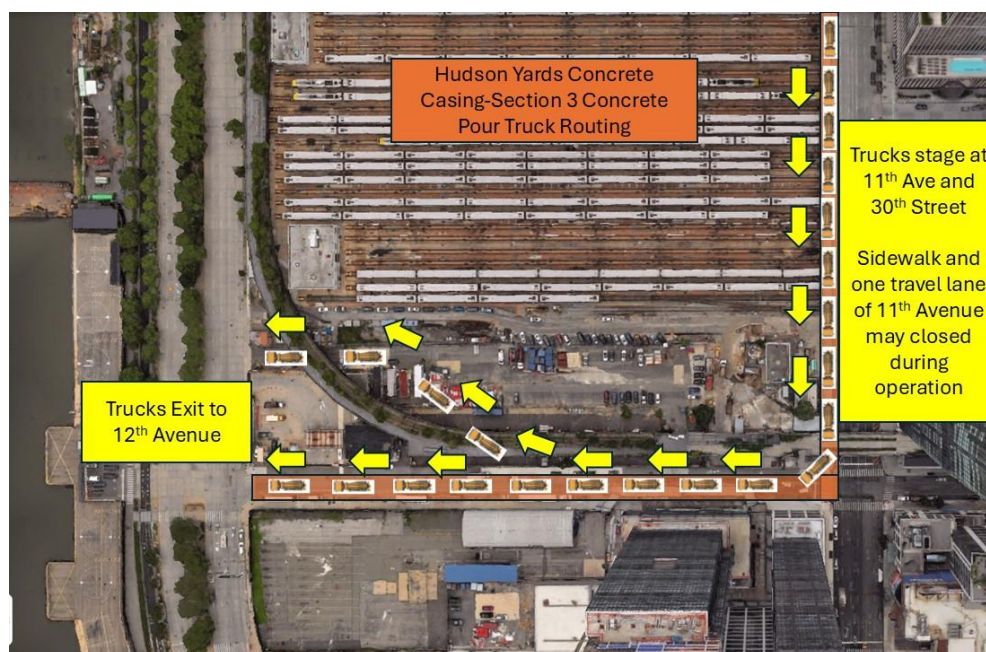 Hudson Yards Concrete
Casing-Section 3 Concrete
Pour Truck Routing
Trucks stage at
11th Ave and
30th Street
Sidewalk and
one travel lane
of 11th Avenue
may closed
during
operation
Trucks Exit to
12th Avenue